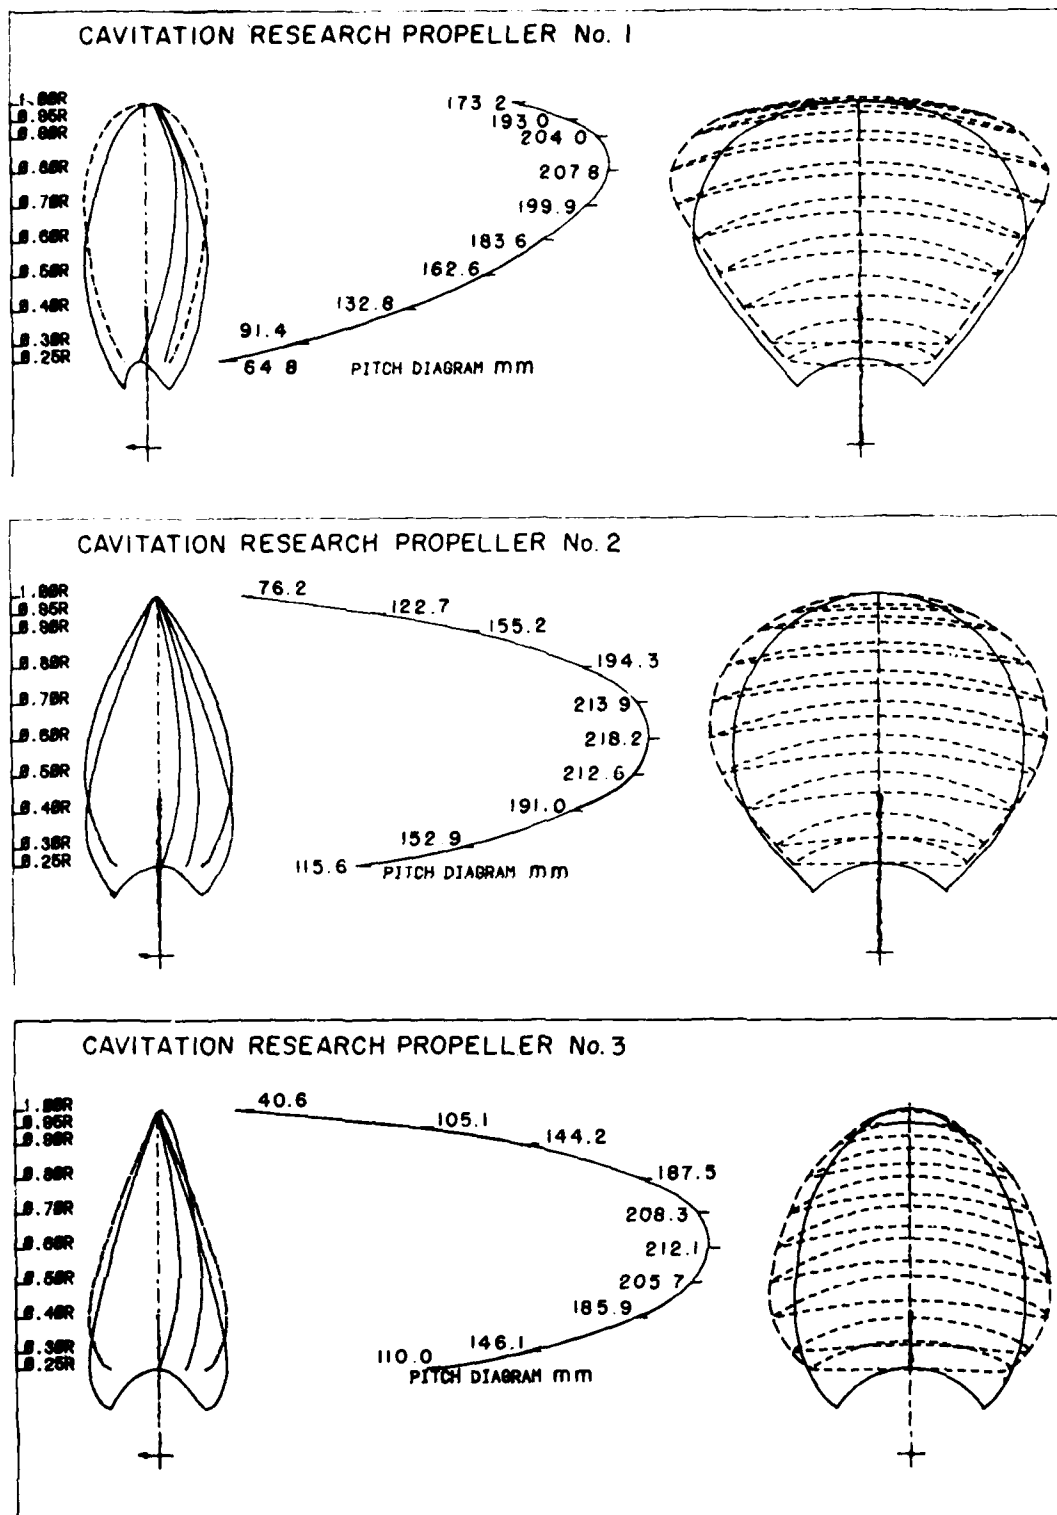 CAVITATION RESEARCH PROPELLER No. 1
1.00R
0.95R
0.90R
0.80R
0.70R
0.60R
0.50R
0.40R
0.30R
0.25R
173.2
193 0
204 0
207 8
199.9
183 6
162.6
132.8
91.4
64 8
PITCH DIAGRAM mm
CAVITATION RESEARCH PROPELLER No. 2
1.00R
0.95R
0.90R
0.80R
0.70R
0.60R
0.50R
0.40R
0.30R
0.25R
76.2
122.7
155.2
194.3
213.9
218.2
212.6
191.0
152.9
115.6
PITCH DIAGRAM mm
CAVITATION RESEARCH PROPELLER No. 3
1.00R
0.95R
0.90R
0.80R
0.70R
0.60R
0.50R
0.40R
0.30R
0.25R
40.6
105.1
144.2
187.5
208.3
212.1
205 7
185.9
146.1
110.0
PITCH DIAGRAM mm